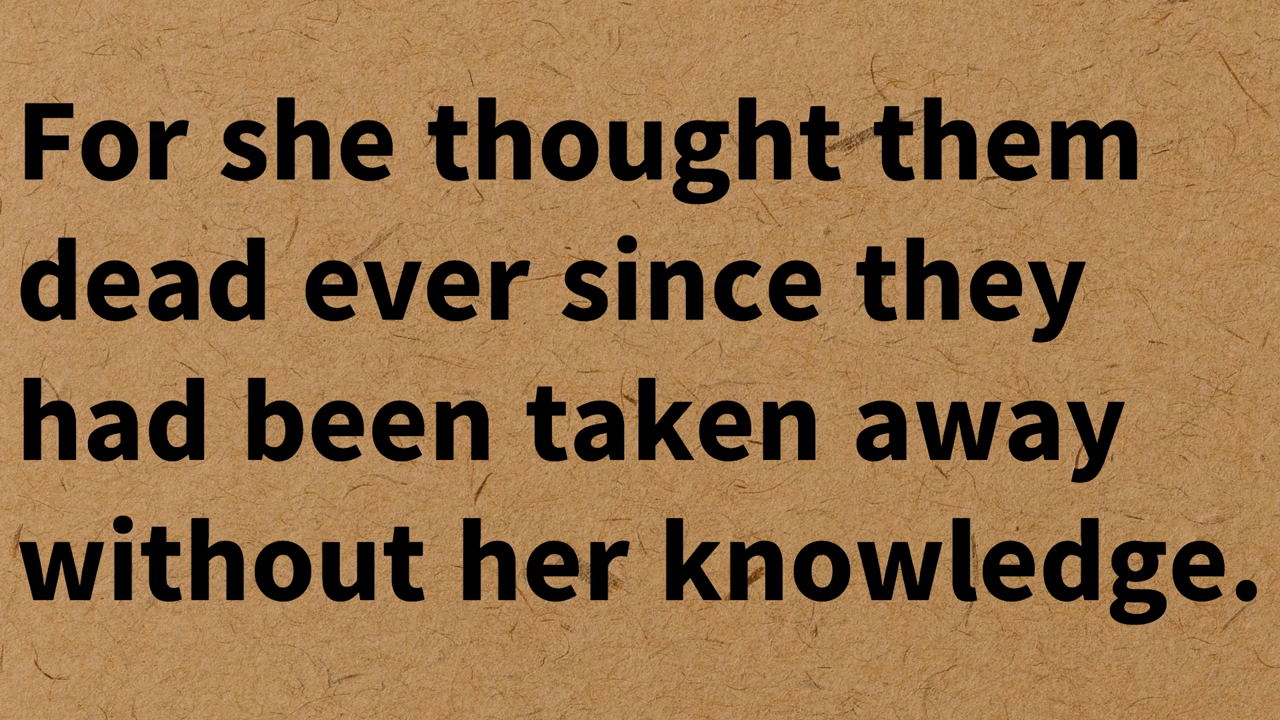 For she thought them
dead ever since they
had been taken away
without her knowledge.